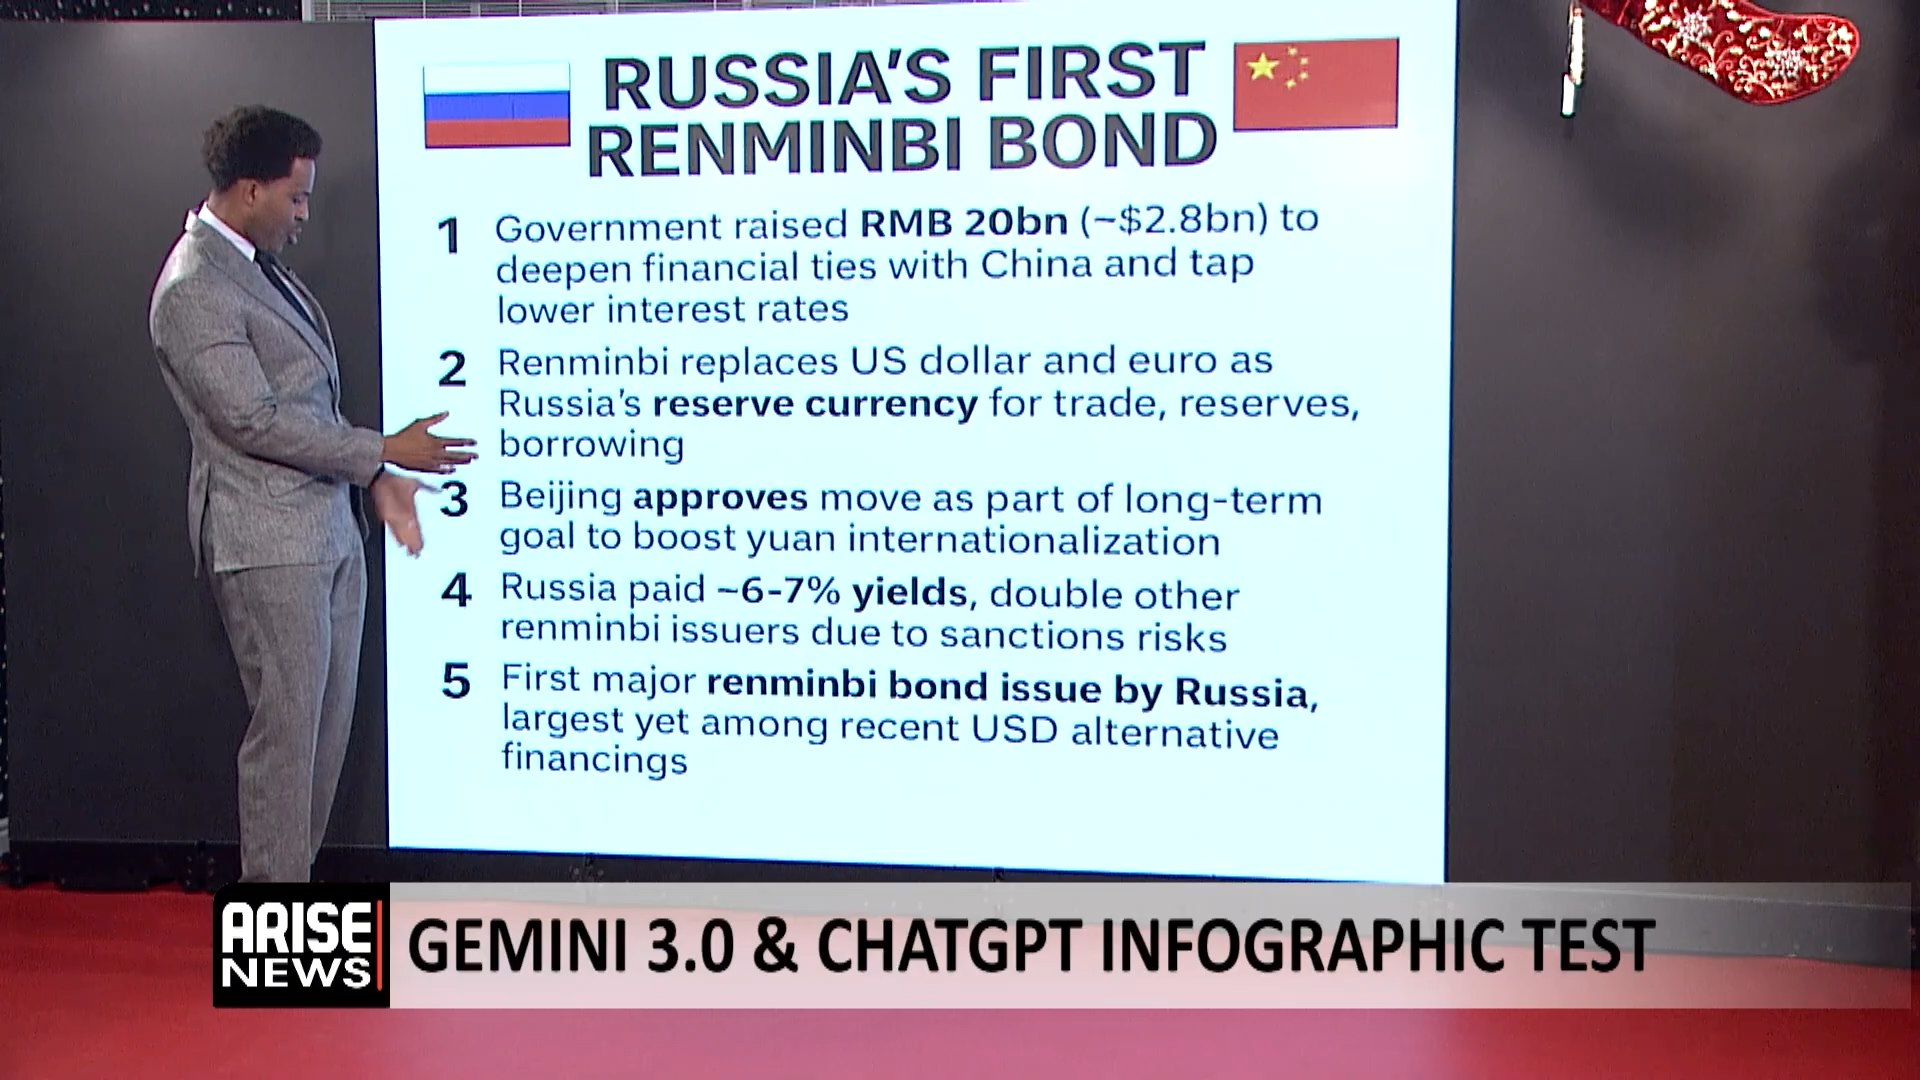 RUSSIA'S FIRST
RENMINBI BOND
1 Government raised RMB 20bn (~$2.8bn) to
deepen financial ties with China and tap
lower interest rates
2 Renminbi replaces US dollar and euro as
Russia's reserve currency for trade, reserves,
borrowing
3 Beijing approves move as part of long-term
goal to boost yuan internationalization
4 Russia paid ~6-7% yields, double other
renminbi issuers due to sanctions risks
5 First major renminbi bond issue by Russia,
largest yet among recent USD alternative
financings
ARISE
NEWS
GEMINI 3.0 & CHATGPT INFOGRAPHIC TEST